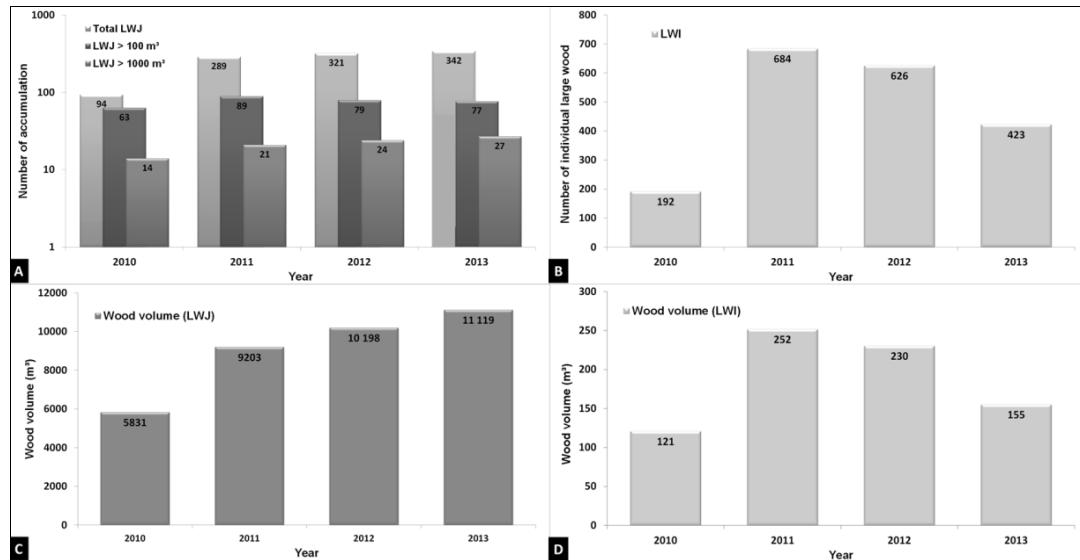 1000
100
10
1
Number of accumulation
Total LWJ
LWJ > 100 m³
LWJ > 1000 m³
94
63
14
289
89
21
321
79
24
342
77
27
2010 2011 2012 2013
Year
A
800
700
600
500
400
300
200
100
0
Number of individual large wood
LWI
192
684
626
423
2010 2011 2012 2013
Year
B
12000
10000
8000
6000
4000
2000
0
Wood volume (m³)
Wood volume (LWJ)
5831
9203
10 198
11 119
2010 2011 2012 2013
Year
C
300
250
200
150
100
50
0
Wood volume (m³)
Wood volume (LWI)
121
252
230
155
2010 2011 2012 2013
Year
D